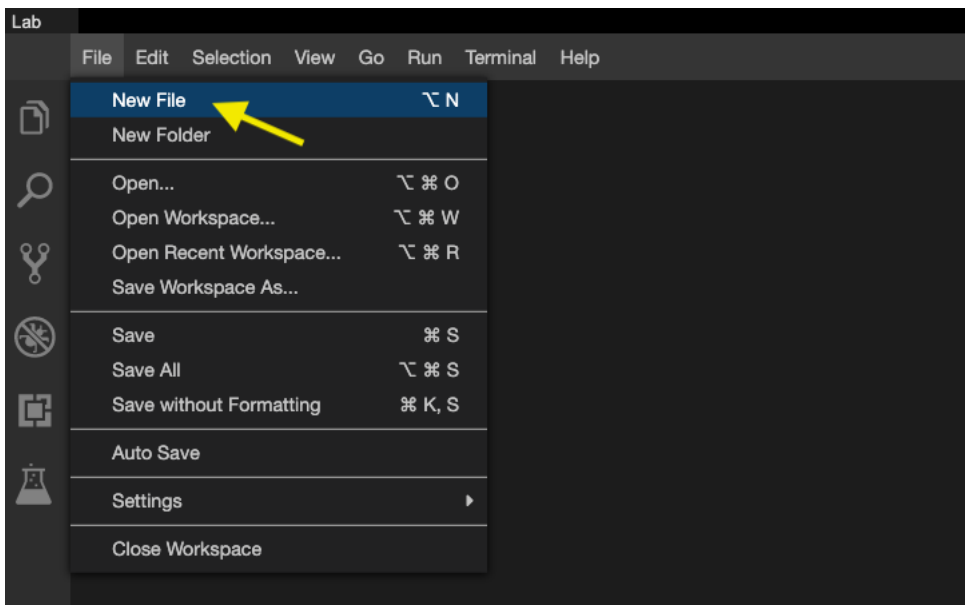 Lab
File Edit Selection View Go Run Terminal Help
New File ⌥ N
New Folder
Open... ⌥ ⌘ O
Open Workspace... ⌥ ⌘ W
Open Recent Workspace... ⌥ ⌘ R
Save Workspace As...
Save ⌘ S
Save All ⌥ ⌘ S
Save without Formatting ⌘ K, S
Auto Save
Settings
Close Workspace